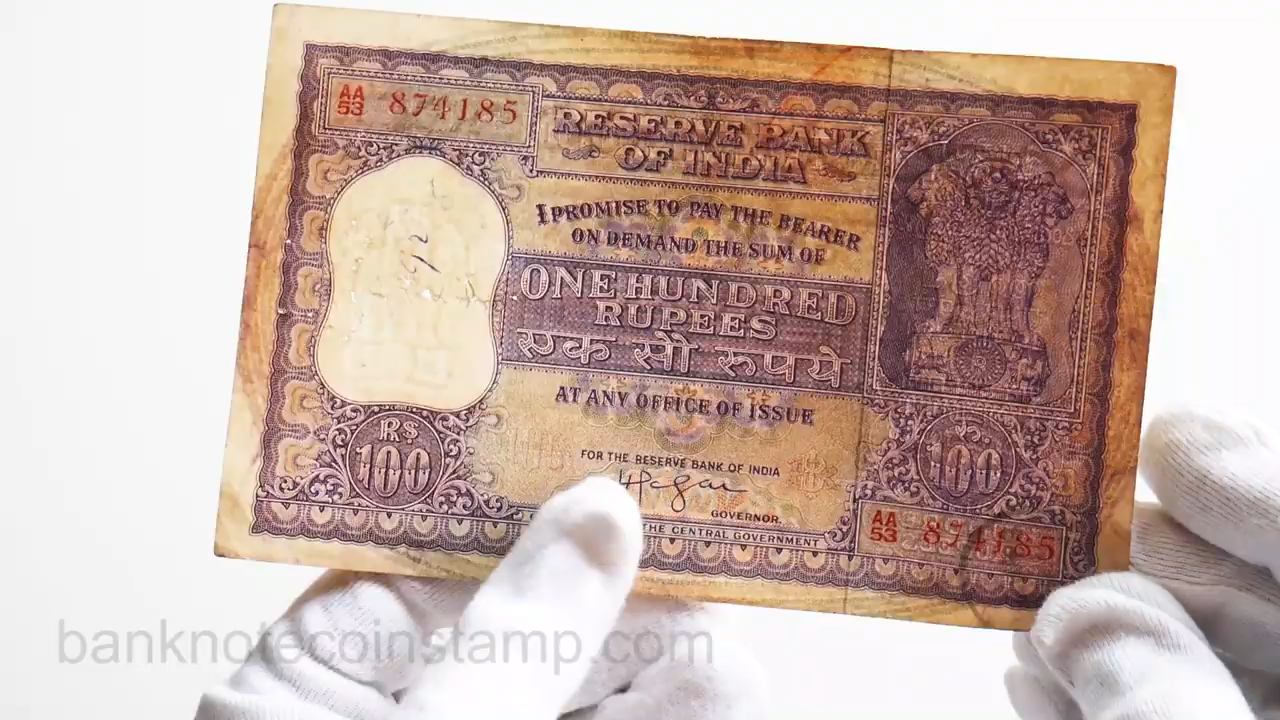 AA
53 874185
RESERVE BANK
OF INDIA
I PROMISE TO PAY THE BEARER
ON DEMAND THE SUM OF
ONE HUNDRED
RUPEES
एक सौ रुपये
AT ANY OFFICE OF ISSUE
RS
100
रु.
100
FOR THE RESERVE BANK OF INDIA
GOVERNOR.
THE CENTRAL GOVERNMENT
AA
53 874185
banknotecoinstamp.com